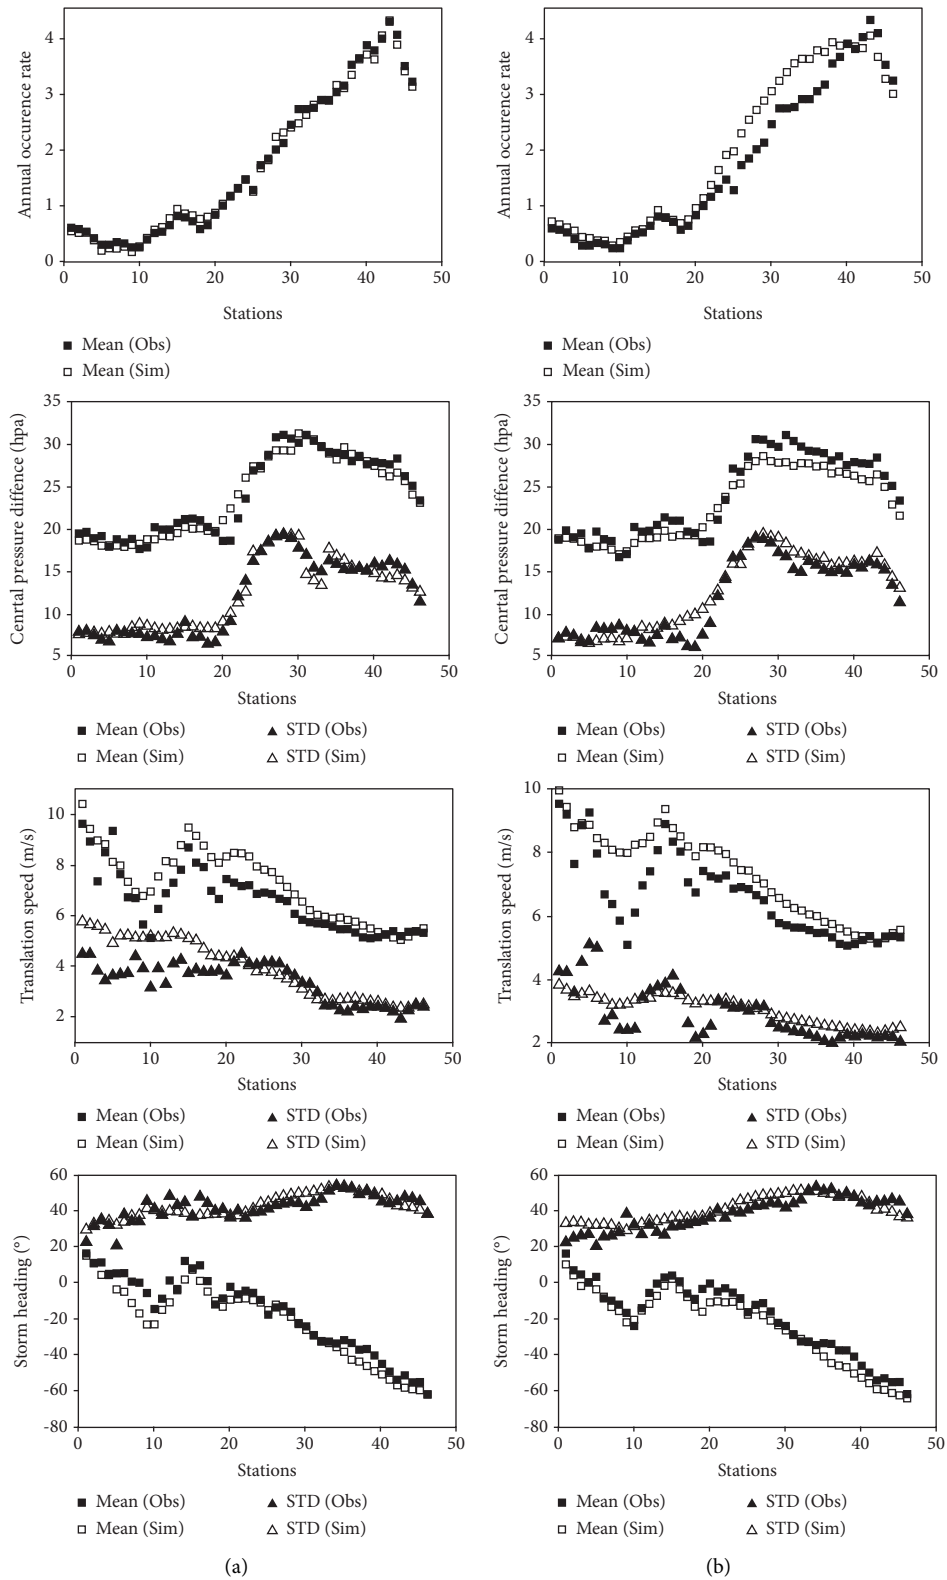 4
3
2
1
0
Annual occurence rate
0 10 20 30 40 50
Stations
Mean (Obs)
Mean (Sim)
4
3
2
1
0
Annual occurence rate
0 10 20 30 40 50
Stations
Mean (Obs)
Mean (Sim)
35
30
25
20
15
10
5
Cenrtal pressure diffence (hpa)
0 10 20 30 40 50
Stations
Mean (Obs) STD (Obs)
Mean (Sim) STD (Sim)
35
30
25
20
15
10
5
Cenrtal pressure diffence (hpa)
0 10 20 30 40 50
Stations
Mean (Obs) STD (Obs)
Mean (Sim) STD (Sim)
10
8
6
4
2
Translation speed (m/s)
0 10 20 30 40 50
Stations
Mean (Obs) STD (Obs)
Mean (Sim) STD (Sim)
10
8
6
4
2
Translation speed (m/s)
0 10 20 30 40 50
Stations
Mean (Obs) STD (Obs)
Mean (Sim) STD (Sim)
60
40
20
0
-20
-40
-60
-80
Storm heading (°)
0 10 20 30 40 50
Stations
Mean (Obs) STD (Obs)
Mean (Sim) STD (Sim)
(a)
60
40
20
0
-20
-40
-60
-80
Storm heading (°)
0 10 20 30 40 50
Stations
Mean (Obs) STD (Obs)
Mean (Sim) STD (Sim)
(b)